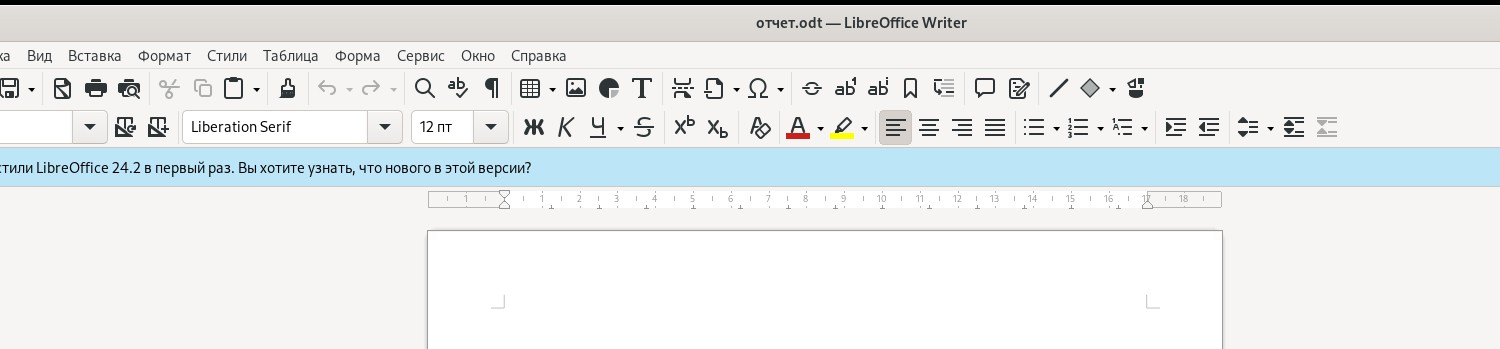 отчет.odt — LibreOffice Writer
Вид Вставка Формат Стили Таблица Форма Сервис Окно Справка
Liberation Serif 12 пт
LibreOffice 24.2 в первый раз. Вы хотите узнать, что нового в этой версии?
1 1 2 3 4 5 6 7 8 9 10 11 12 13 14 15 16 17 18